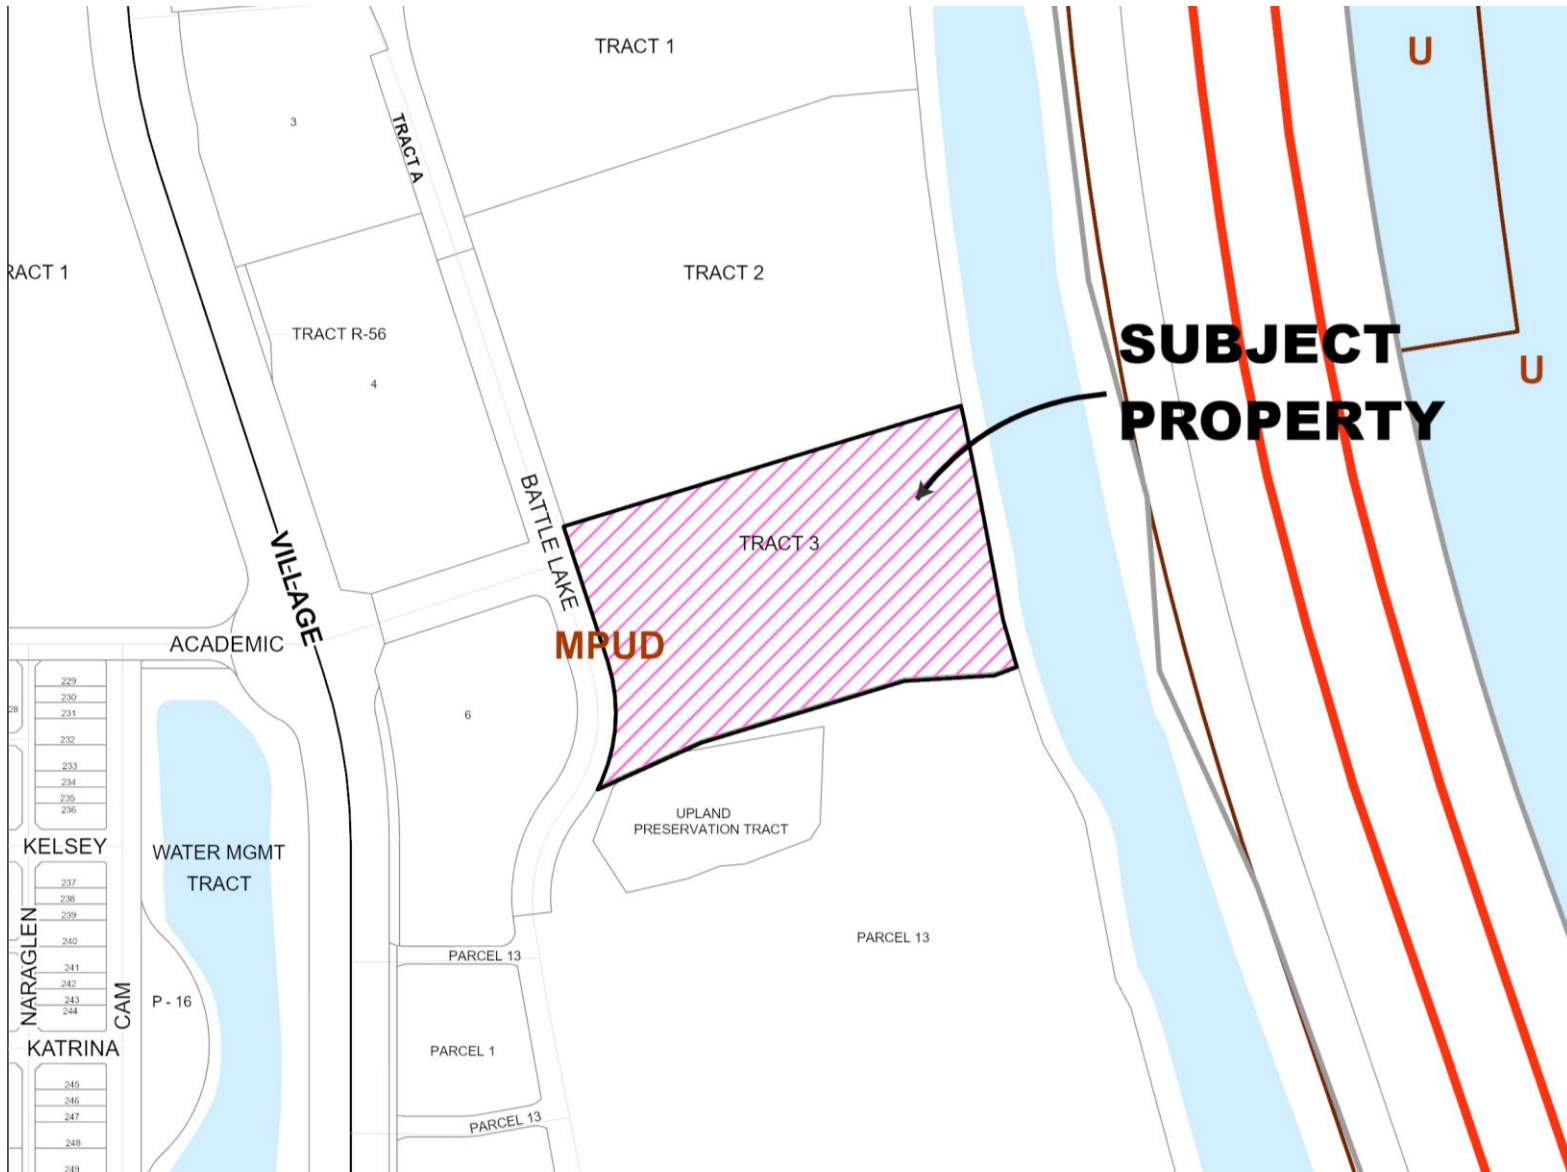 TRACT 1
U
3
TRACT A
RACT 1
TRACT 2
TRACT R-56
4
SUBJECT
PROPERTY
U
BATTLE LAKE
TRACT 3
VILLAGE
ACADEMIC
MPUD
229
230
28
231
6
232
233
234
235
236
UPLAND
PRESERVATION TRACT
KELSEY
WATER MGMT
TRACT
237
238
239
240
PARCEL 13
PARCEL 13
241
242
243
244
NARAGLEN
CAM
P - 16
KATRINA
PARCEL 1
245
246
247
PARCEL 13
248
249